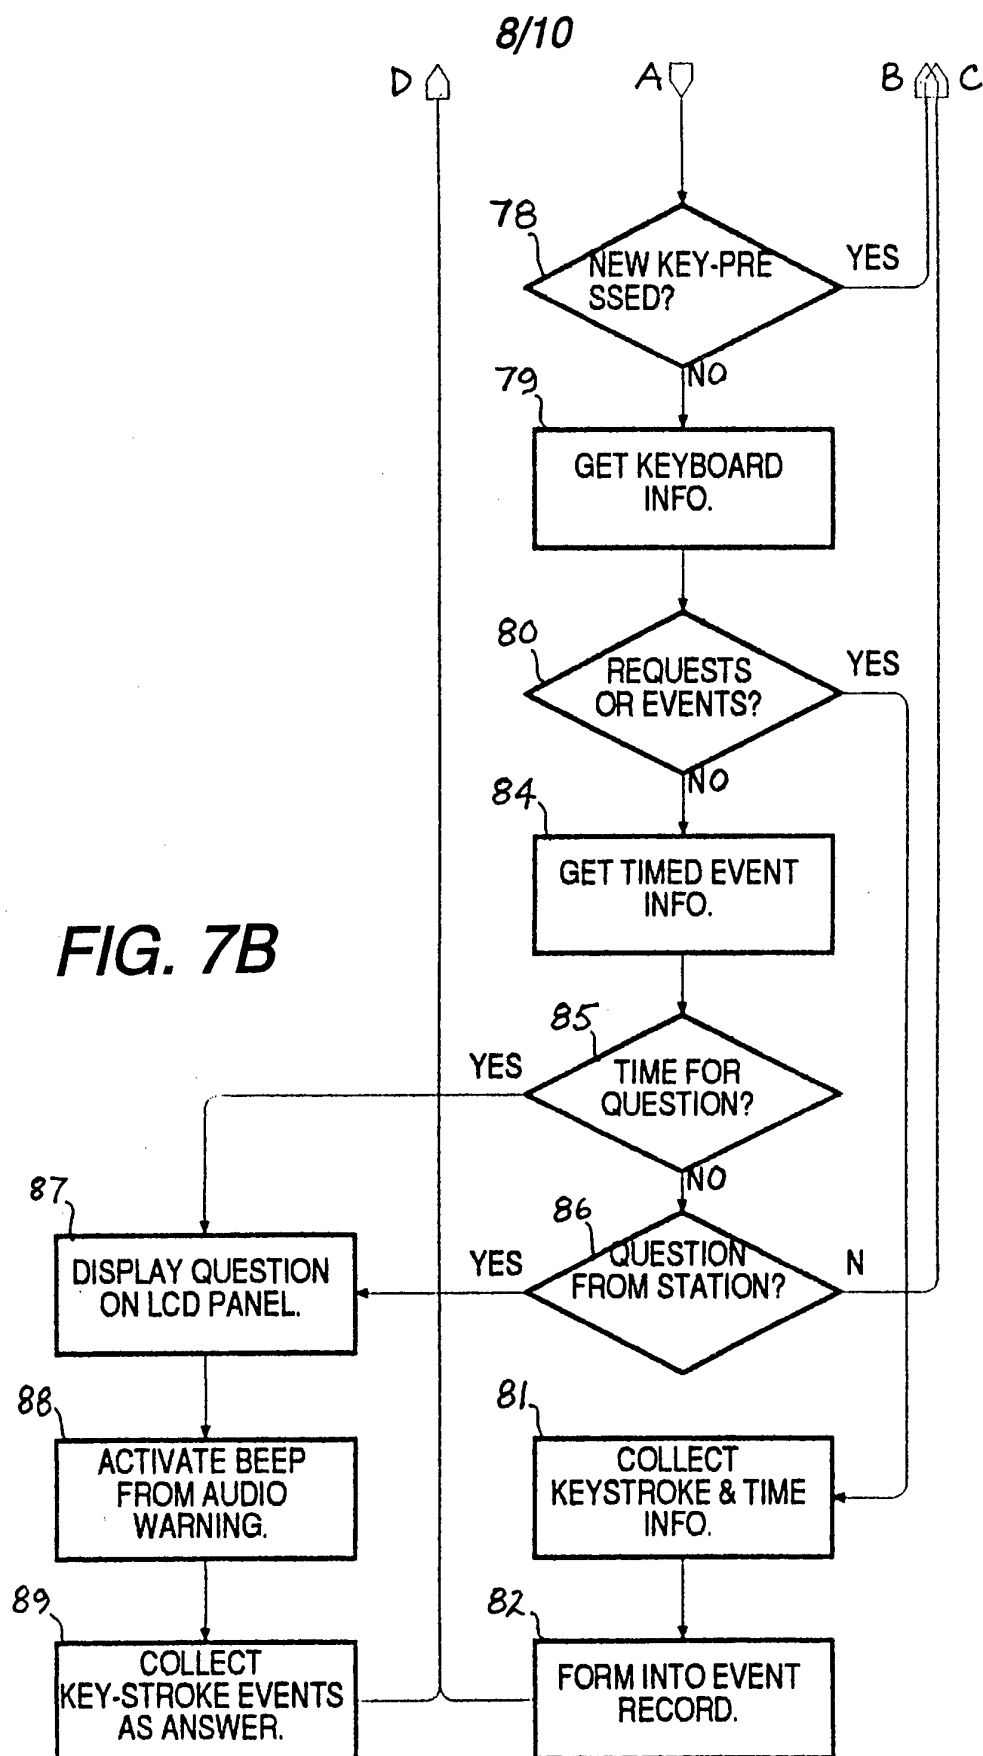 8/10
D
A
B
C
78
NEW KEY-PRE
SSED?
YES
NO
79
GET KEYBOARD
INFO.
80
REQUESTS
OR EVENTS?
YES
NO
84
GET TIMED EVENT
INFO.
FIG. 7B
85
YES
TIME FOR
QUESTION?
NO
86
YES
QUESTION
FROM STATION?
N
87
DISPLAY QUESTION
ON LCD PANEL.
88
ACTIVATE BEEP
FROM AUDIO
WARNING.
81
COLLECT
KEYSTROKE & TIME
INFO.
89
COLLECT
KEY-STROKE EVENTS
AS ANSWER.
82
FORM INTO EVENT
RECORD.